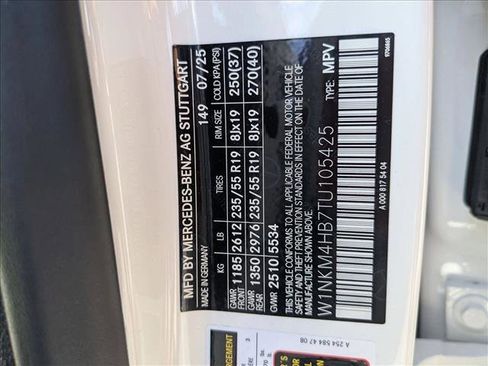 MFD BY MERCEDES-BENZ AG STUTTGART
MADE IN GERMANY 149 07/25
KG LB TIRES RIM SIZE COLD KPA(PSI)
GAWR FRONT 1185 2612 235/55 R19 8Jx19 250(37)
GAWR REAR 1350 2976 235/55 R19 8Jx19 270(40)
GVWR 2510 5534
THIS VEHICLE CONFORMS TO ALL APPLICABLE FEDERAL MOTOR VEHICLE
SAFETY AND THEFT PREVENTION STANDARDS IN EFFECT ON THE DATE OF
MANUFACTURE SHOWN ABOVE.
W1NKM4HB7TU105425 TYPE: MPV
A 000 817 54 04
9706665
A 254 584 47 08